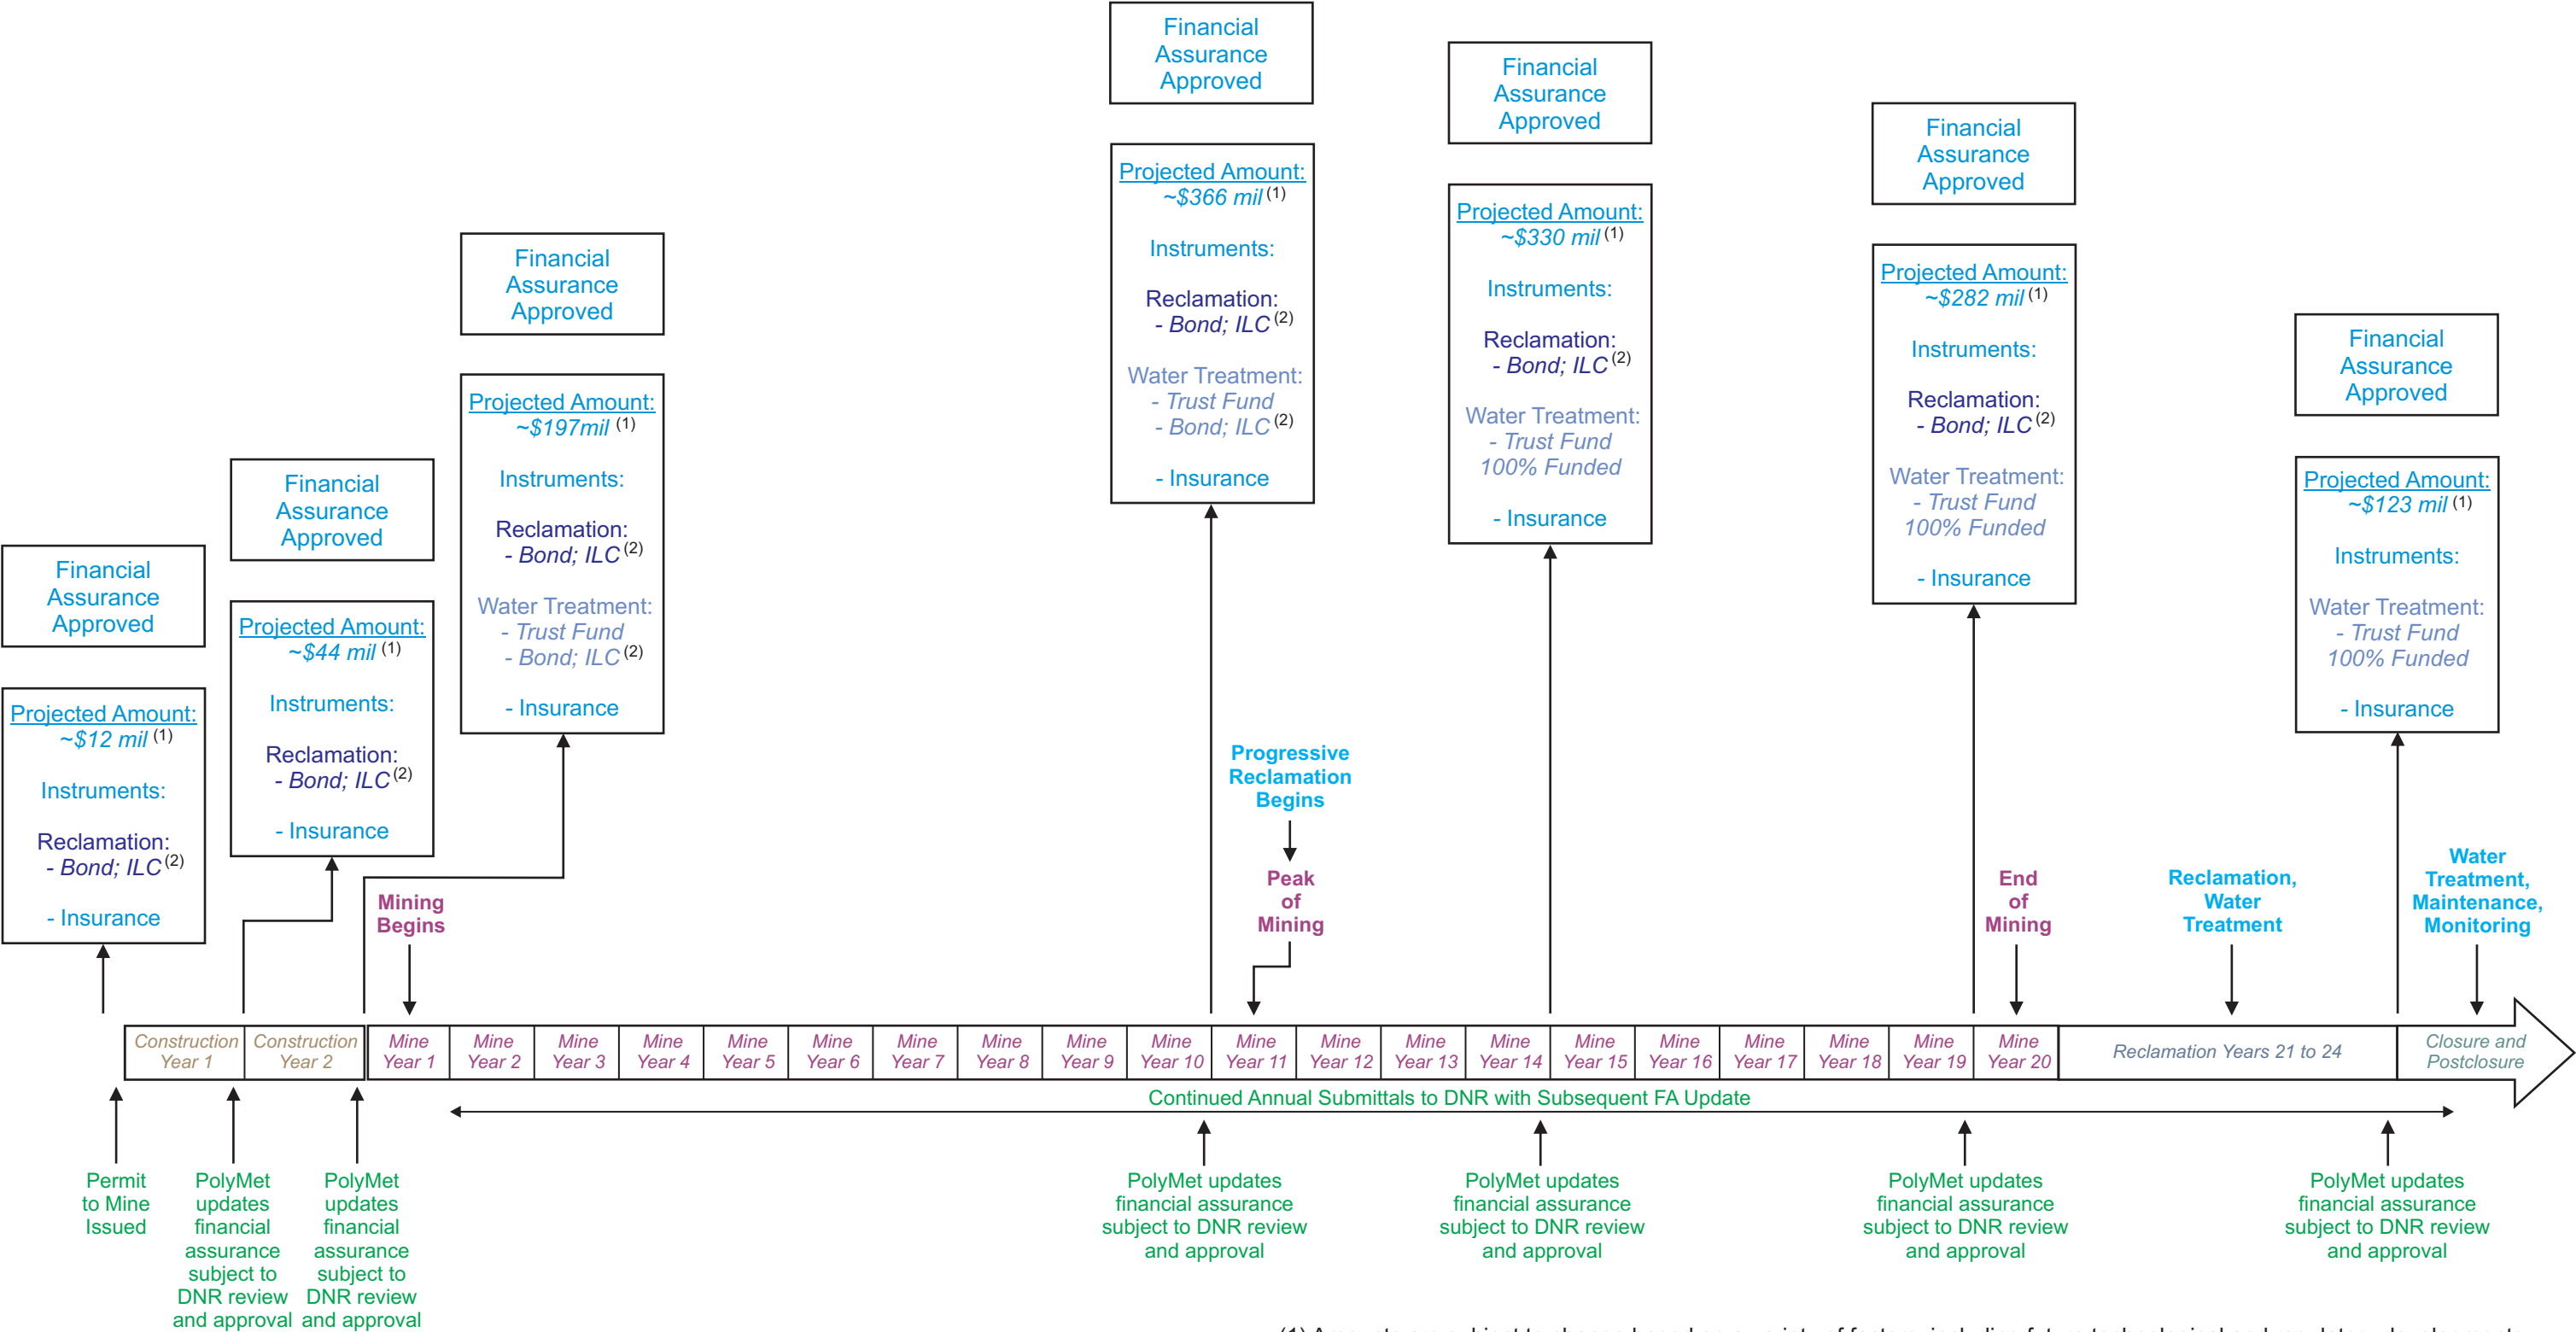 Financial
Assurance
Approved
Projected Amount:
~$12 mil (1)
Instruments:
Reclamation:
- Bond; ILC (2)
- Insurance
Financial
Assurance
Approved
Projected Amount:
~$44 mil (1)
Instruments:
Reclamation:
- Bond; ILC (2)
- Insurance
Financial
Assurance
Approved
Projected Amount:
~$197mil (1)
Instruments:
Reclamation:
- Bond; ILC (2)
Water Treatment:
- Trust Fund
- Bond; ILC (2)
- Insurance
Financial
Assurance
Approved
Projected Amount:
~$366 mil (1)
Instruments:
Reclamation:
- Bond; ILC (2)
Water Treatment:
- Trust Fund
- Bond; ILC (2)
- Insurance
Financial
Assurance
Approved
Projected Amount:
~$330 mil (1)
Instruments:
Reclamation:
- Bond; ILC (2)
Water Treatment:
- Trust Fund
100% Funded
- Insurance
Financial
Assurance
Approved
Projected Amount:
~$282 mil (1)
Instruments:
Reclamation:
- Bond; ILC (2)
Water Treatment:
- Trust Fund
100% Funded
- Insurance
Financial
Assurance
Approved
Projected Amount:
~$123 mil (1)
Instruments:
Water Treatment:
- Trust Fund
100% Funded
- Insurance
Mining
Begins
Progressive
Reclamation
Begins
Peak
of
Mining
End
of
Mining
Reclamation,
Water
Treatment
Water
Treatment,
Maintenance,
Monitoring
Construction
Year 1
Construction
Year 2
Mine
Year 1
Mine
Year 2
Mine
Year 3
Mine
Year 4
Mine
Year 5
Mine
Year 6
Mine
Year 7
Mine
Year 8
Mine
Year 9
Mine
Year 10
Mine
Year 11
Mine
Year 12
Mine
Year 13
Mine
Year 14
Mine
Year 15
Mine
Year 16
Mine
Year 17
Mine
Year 18
Mine
Year 19
Mine
Year 20
Reclamation Years 21 to 24
Closure and
Postclosure
Continued Annual Submittals to DNR with Subsequent FA Update
Permit
to Mine
Issued
PolyMet
updates
financial
assurance
subject to
DNR review
and approval
PolyMet
updates
financial
assurance
subject to
DNR review
and approval
PolyMet updates
financial assurance
subject to DNR review
and approval
PolyMet updates
financial assurance
subject to DNR review
and approval
PolyMet updates
financial assurance
subject to DNR review
and approval
PolyMet updates
financial assurance
subject to DNR review
and approval